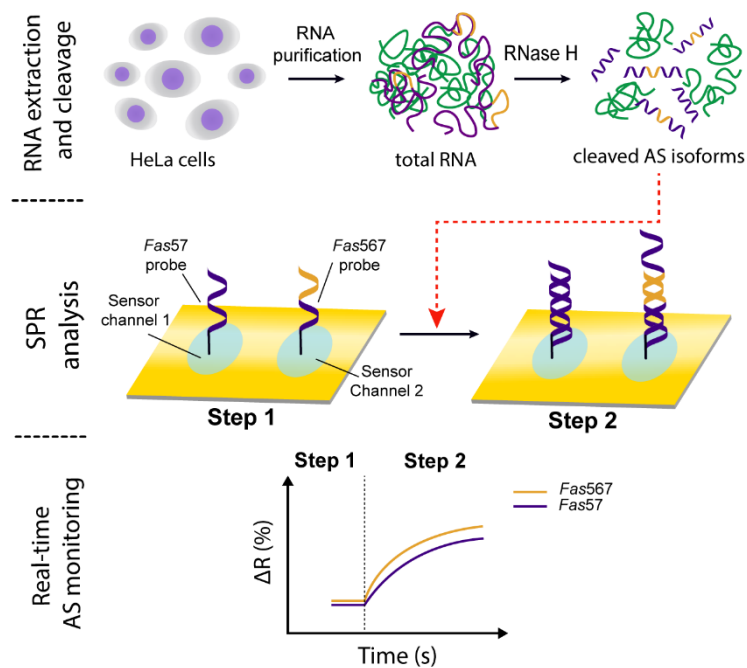 RNA extraction
and cleavage
RNA
purification
RNase H
HeLa cells
total RNA
cleaved AS isoforms
SPR
analysis
Fas57
probe
Fas567
probe
Sensor
channel 1
Sensor
Channel 2
Step 1
Step 2
Real-time
AS monitoring
Step 1
Step 2
Fas567
Fas57
ΔR (%)
Time (s)